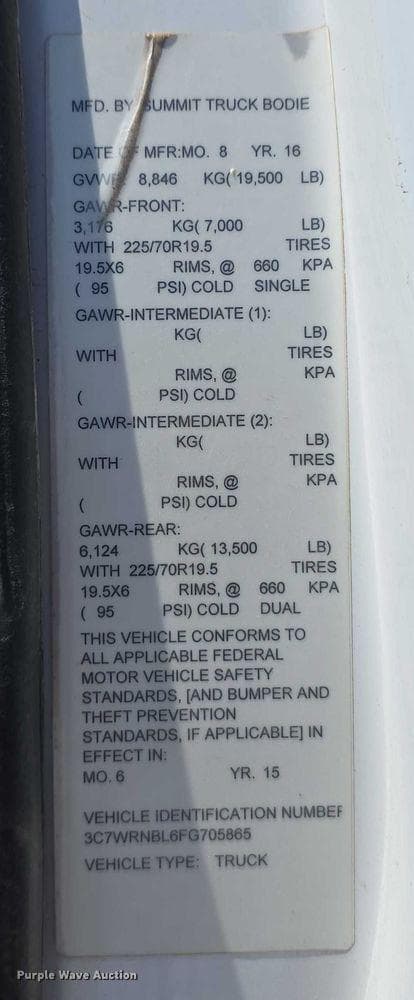 MFD. BY SUMMIT TRUCK BODIE
DATE OF MFR:MO. 8 YR. 16
GVWR 8,846 KG( 19,500 LB)
GAWR-FRONT:
3,176 KG( 7,000 LB)
WITH 225/70R19.5 TIRES
19.5X6 RIMS, @ 660 KPA
( 95 PSI) COLD SINGLE
GAWR-INTERMEDIATE (1):
KG( LB)
WITH TIRES
RIMS, @ KPA
( PSI) COLD
GAWR-INTERMEDIATE (2):
KG( LB)
WITH TIRES
RIMS, @ KPA
( PSI) COLD
GAWR-REAR:
6,124 KG( 13,500 LB)
WITH 225/70R19.5 TIRES
19.5X6 RIMS, @ 660 KPA
( 95 PSI) COLD DUAL
THIS VEHICLE CONFORMS TO
ALL APPLICABLE FEDERAL
MOTOR VEHICLE SAFETY
STANDARDS, [AND BUMPER AND
THEFT PREVENTION
STANDARDS, IF APPLICABLE] IN
EFFECT IN:
MO. 6 YR. 15
VEHICLE IDENTIFICATION NUMBER
3C7WRNBL6FG705865
VEHICLE TYPE: TRUCK
Purple Wave Auction